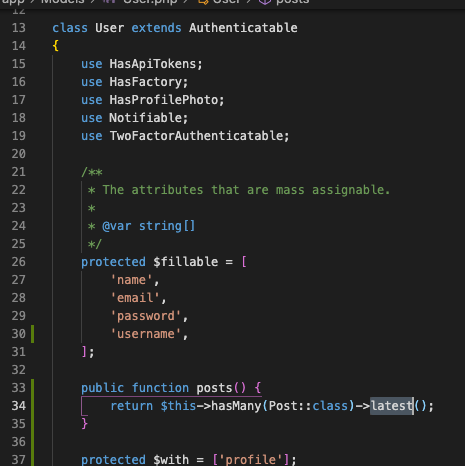 app > Models > User.php > User > posts
12
13 class User extends Authenticatable
14 {
15     use HasApiTokens;
16     use HasFactory;
17     use HasProfilePhoto;
18     use Notifiable;
19     use TwoFactorAuthenticatable;
20
21     /**
22      * The attributes that are mass assignable.
23      *
24      * @var string[]
25      */
26     protected $fillable = [
27         'name',
28         'email',
29         'password',
30         'username',
31     ];
32
33     public function posts() {
34         return $this->hasMany(Post::class)->latest();
35     }
36
37     protected $with = ['profile'];